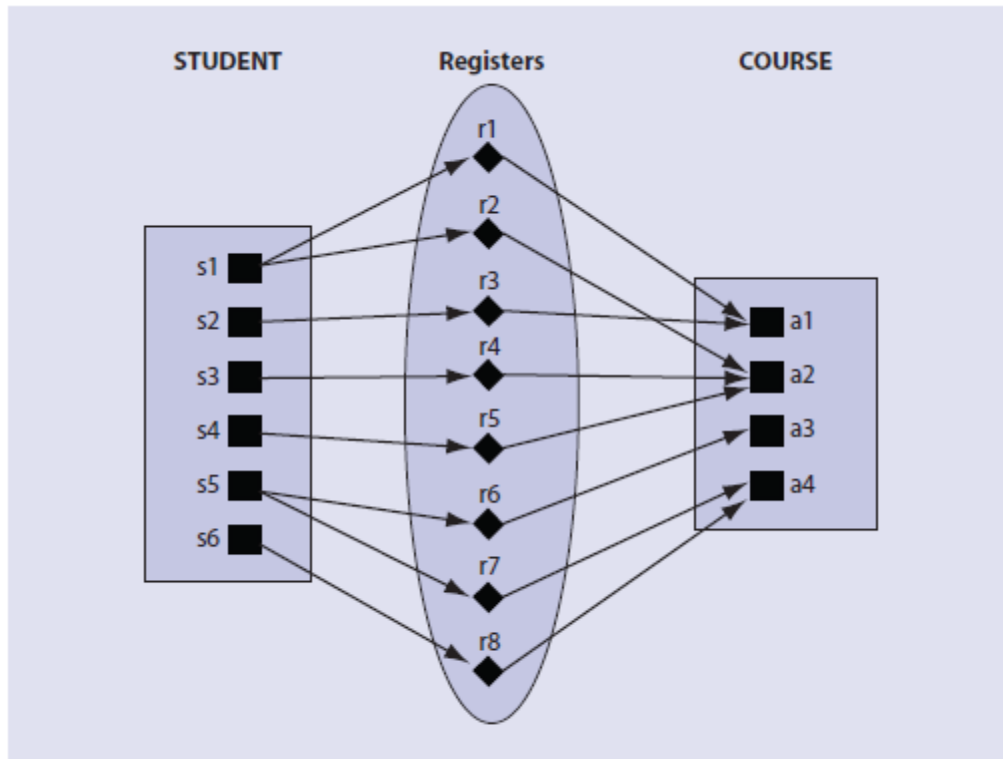 STUDENT Registers COURSE
r1
r2
s1
r3
s2 a1
r4
s3 a2
r5
s4 a3
r6
s5 a4
s6
r7
r8